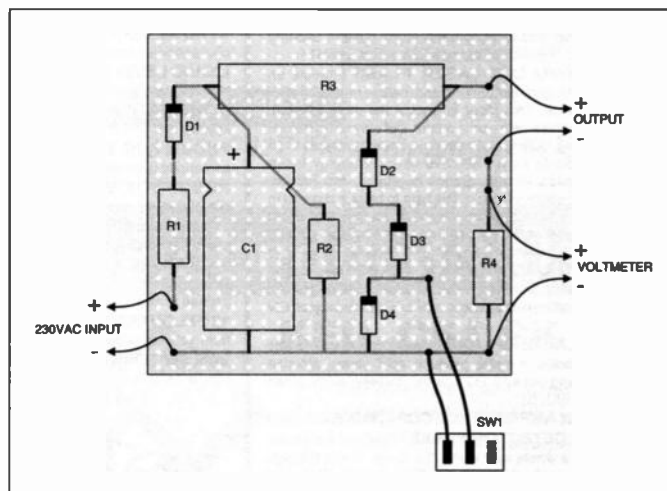 R3
+
OUTPUT
-
D1
+
D2
y'
R1
C1
R2
D3
R4
+
VOLTMETER
-
+
230VAC INPUT
-
D4
SW1